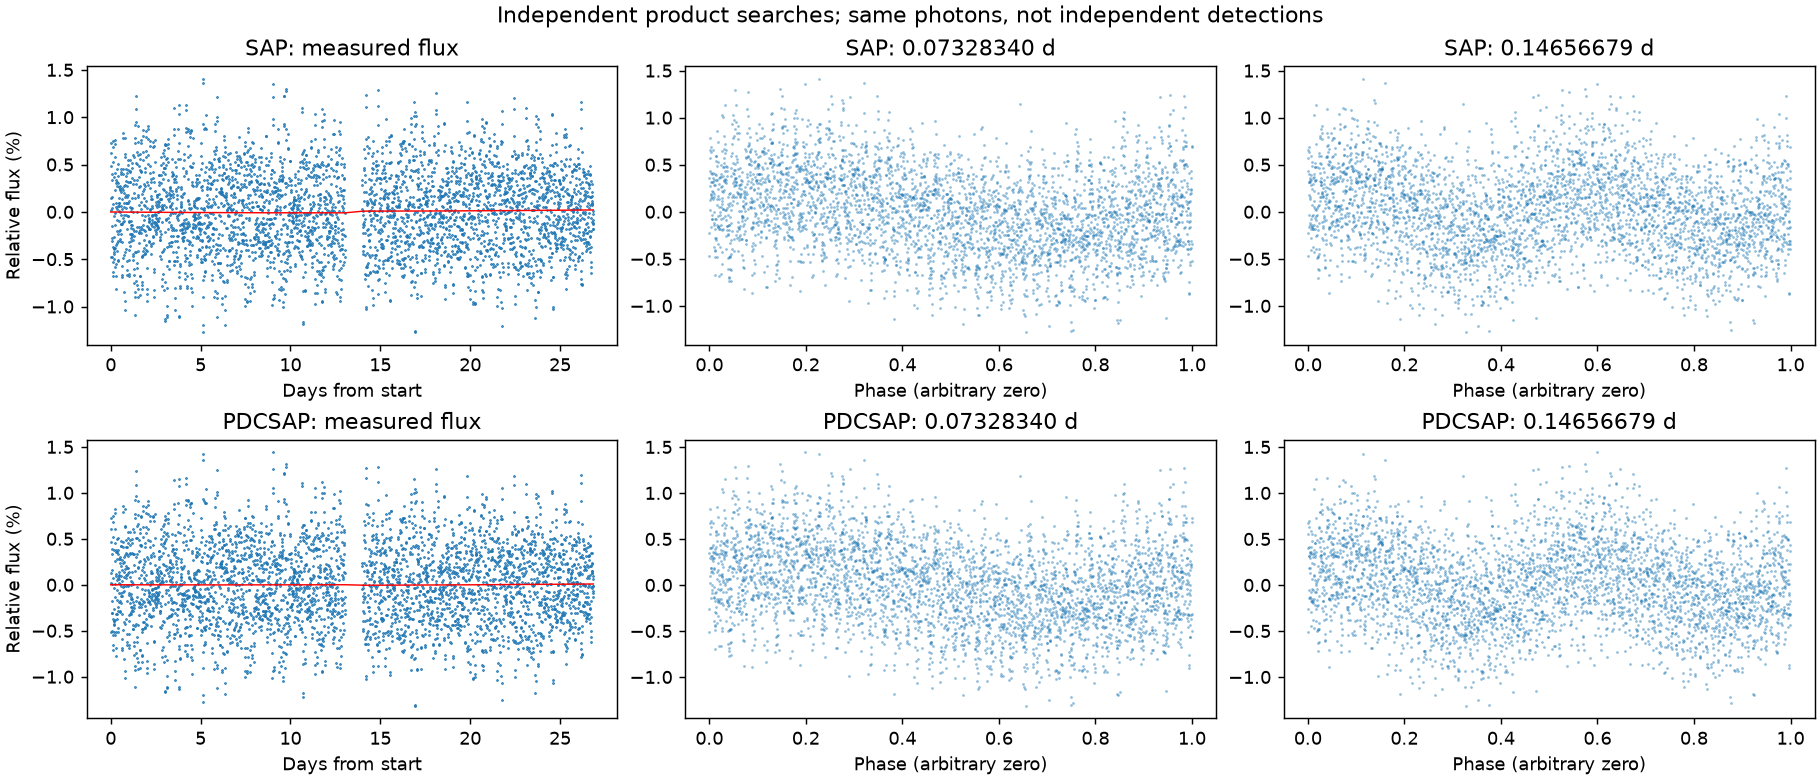 Independent product searches; same photons, not independent detections
SAP: measured flux
SAP: 0.07328340 d
SAP: 0.14656679 d
Relative flux (%)
1.5
1.0
0.5
0.0
−0.5
−1.0
0 5 10 15 20 25
Days from start
1.5
1.0
0.5
0.0
−0.5
−1.0
0.0 0.2 0.4 0.6 0.8 1.0
Phase (arbitrary zero)
1.5
1.0
0.5
0.0
−0.5
−1.0
0.0 0.2 0.4 0.6 0.8 1.0
Phase (arbitrary zero)
PDCSAP: measured flux
PDCSAP: 0.07328340 d
PDCSAP: 0.14656679 d
Relative flux (%)
1.5
1.0
0.5
0.0
−0.5
−1.0
0 5 10 15 20 25
Days from start
1.5
1.0
0.5
0.0
−0.5
−1.0
0.0 0.2 0.4 0.6 0.8 1.0
Phase (arbitrary zero)
1.5
1.0
0.5
0.0
−0.5
−1.0
0.0 0.2 0.4 0.6 0.8 1.0
Phase (arbitrary zero)